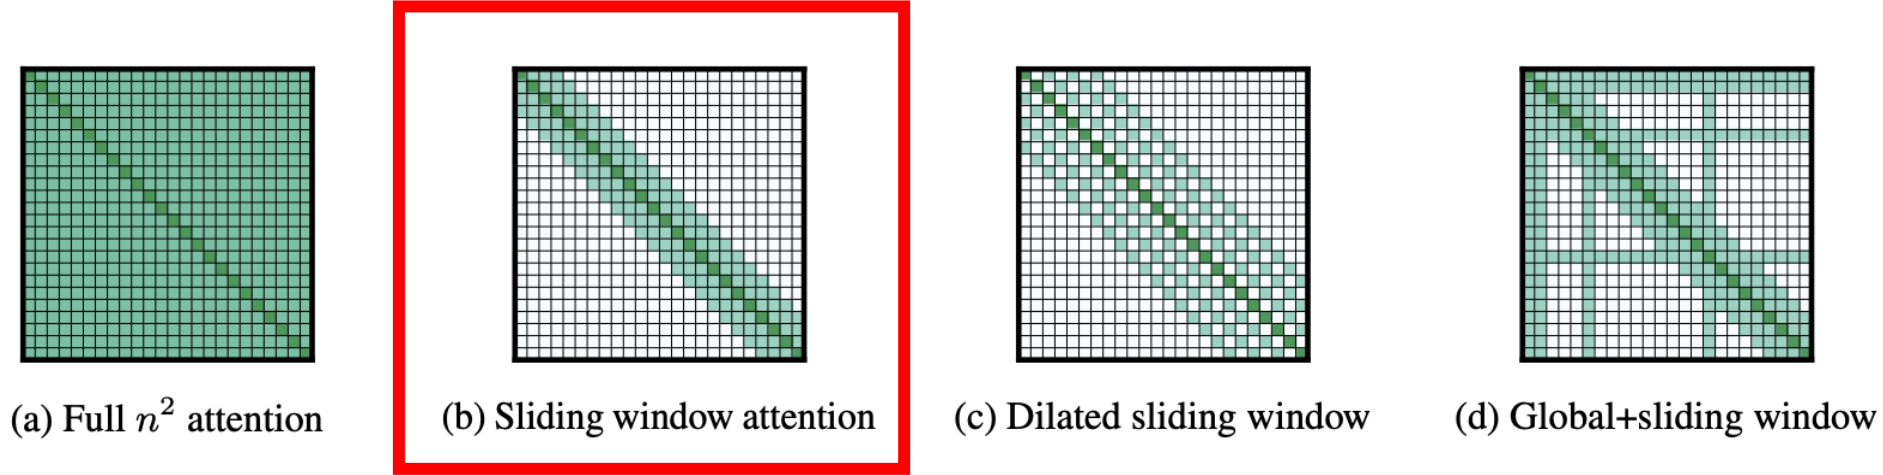 (a) Full n² attention
(b) Sliding window attention
(c) Dilated sliding window
(d) Global+sliding window